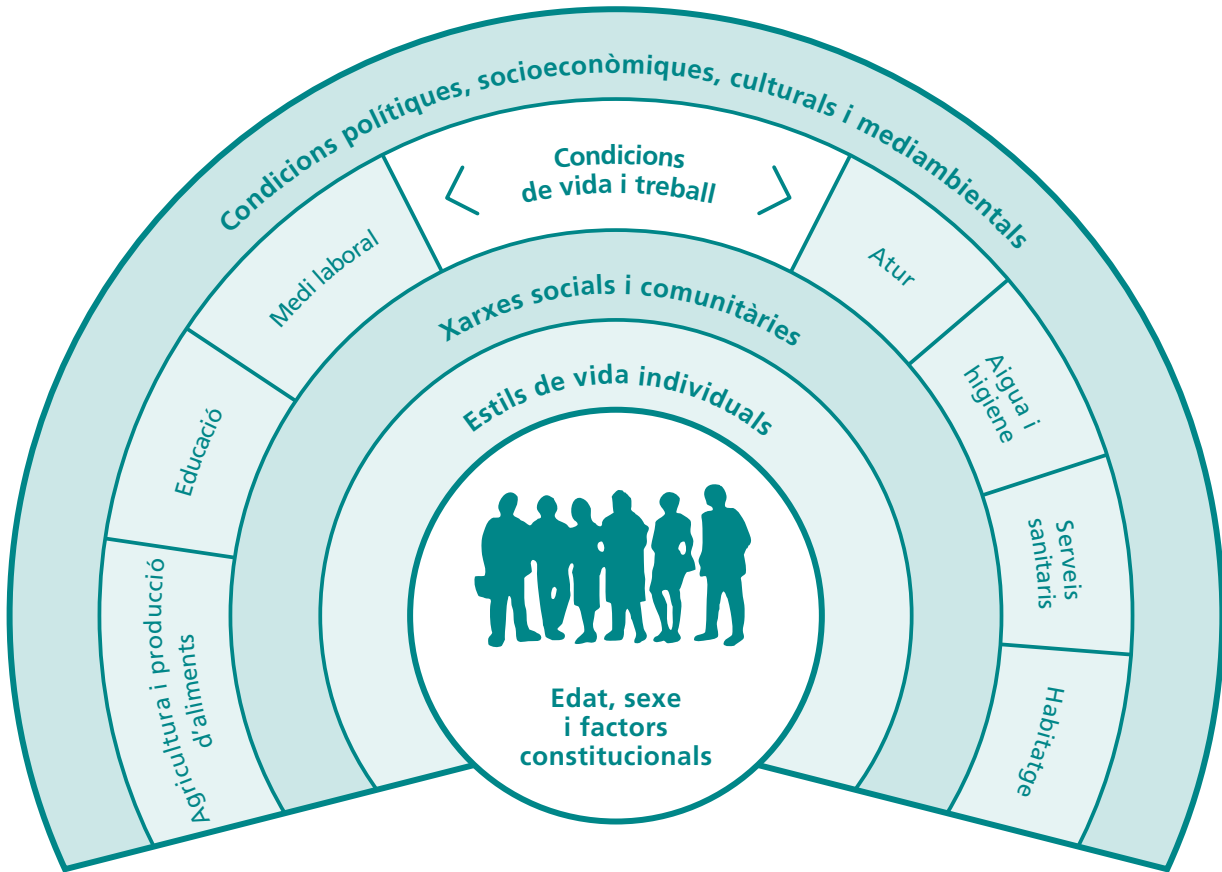 Condicions polítiques, socioeconòmiques, culturals i mediambientals
Condicions
de vida i treball
Agricultura i producció
d'aliments
Educació
Medi laboral
Atur
Aigua i
higiene
Serveis
sanitaris
Habitatge
Xarxes socials i comunitàries
Estils de vida individuals
Edat, sexe
i factors
constitucionals